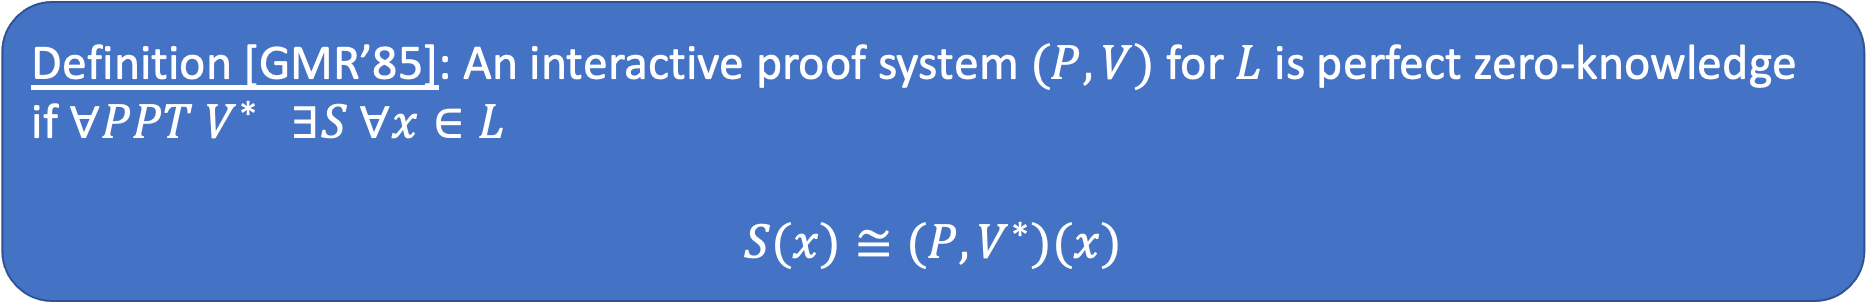 Definition [GMR’85]: An interactive proof system (P, V) for L is perfect zero-knowledge
if ∀PPT V* ∃S ∀x ∈ L
S(x) ≅ (P, V*)(x)